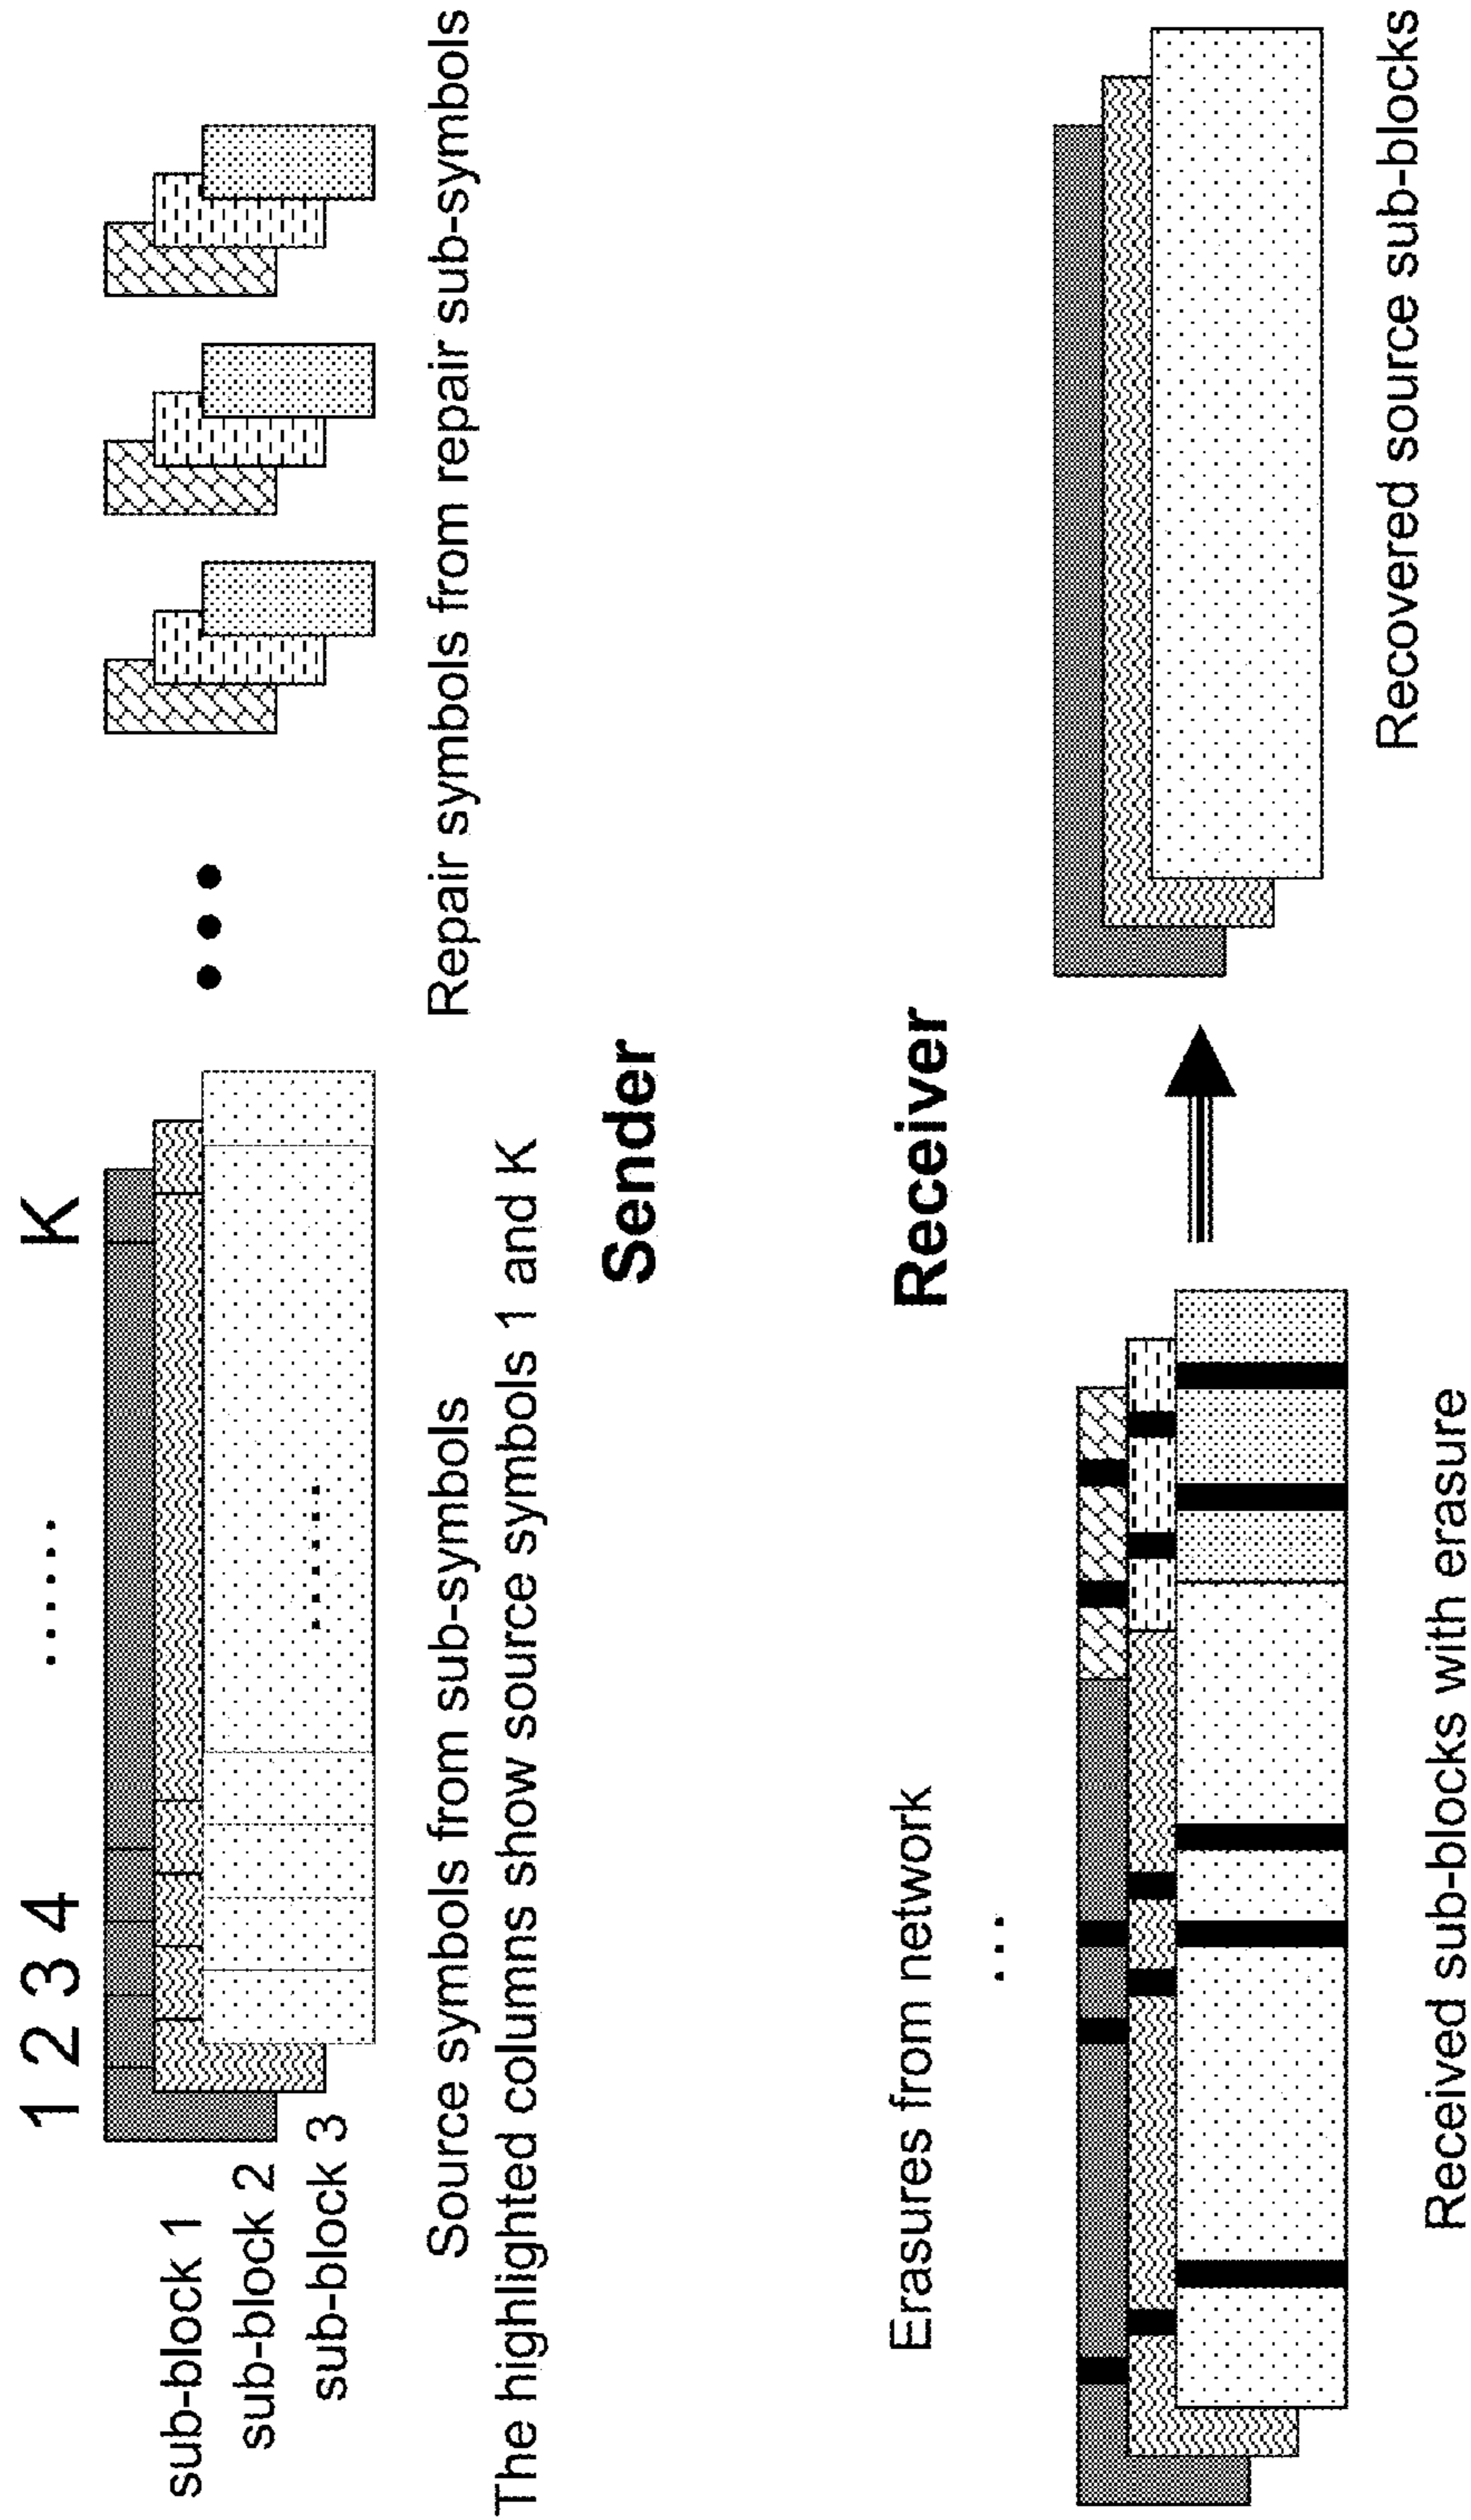 1 2 3 4 ...... K
sub-block 1
sub-block 2
sub-block 3
Source symbols from sub-symbols
The highlighted columns show source symbols 1 and K
Repair symbols from repair sub-symbols
Sender
Receiver
Erasures from network
...
Received sub-blocks with erasure
Recovered source sub-blocks